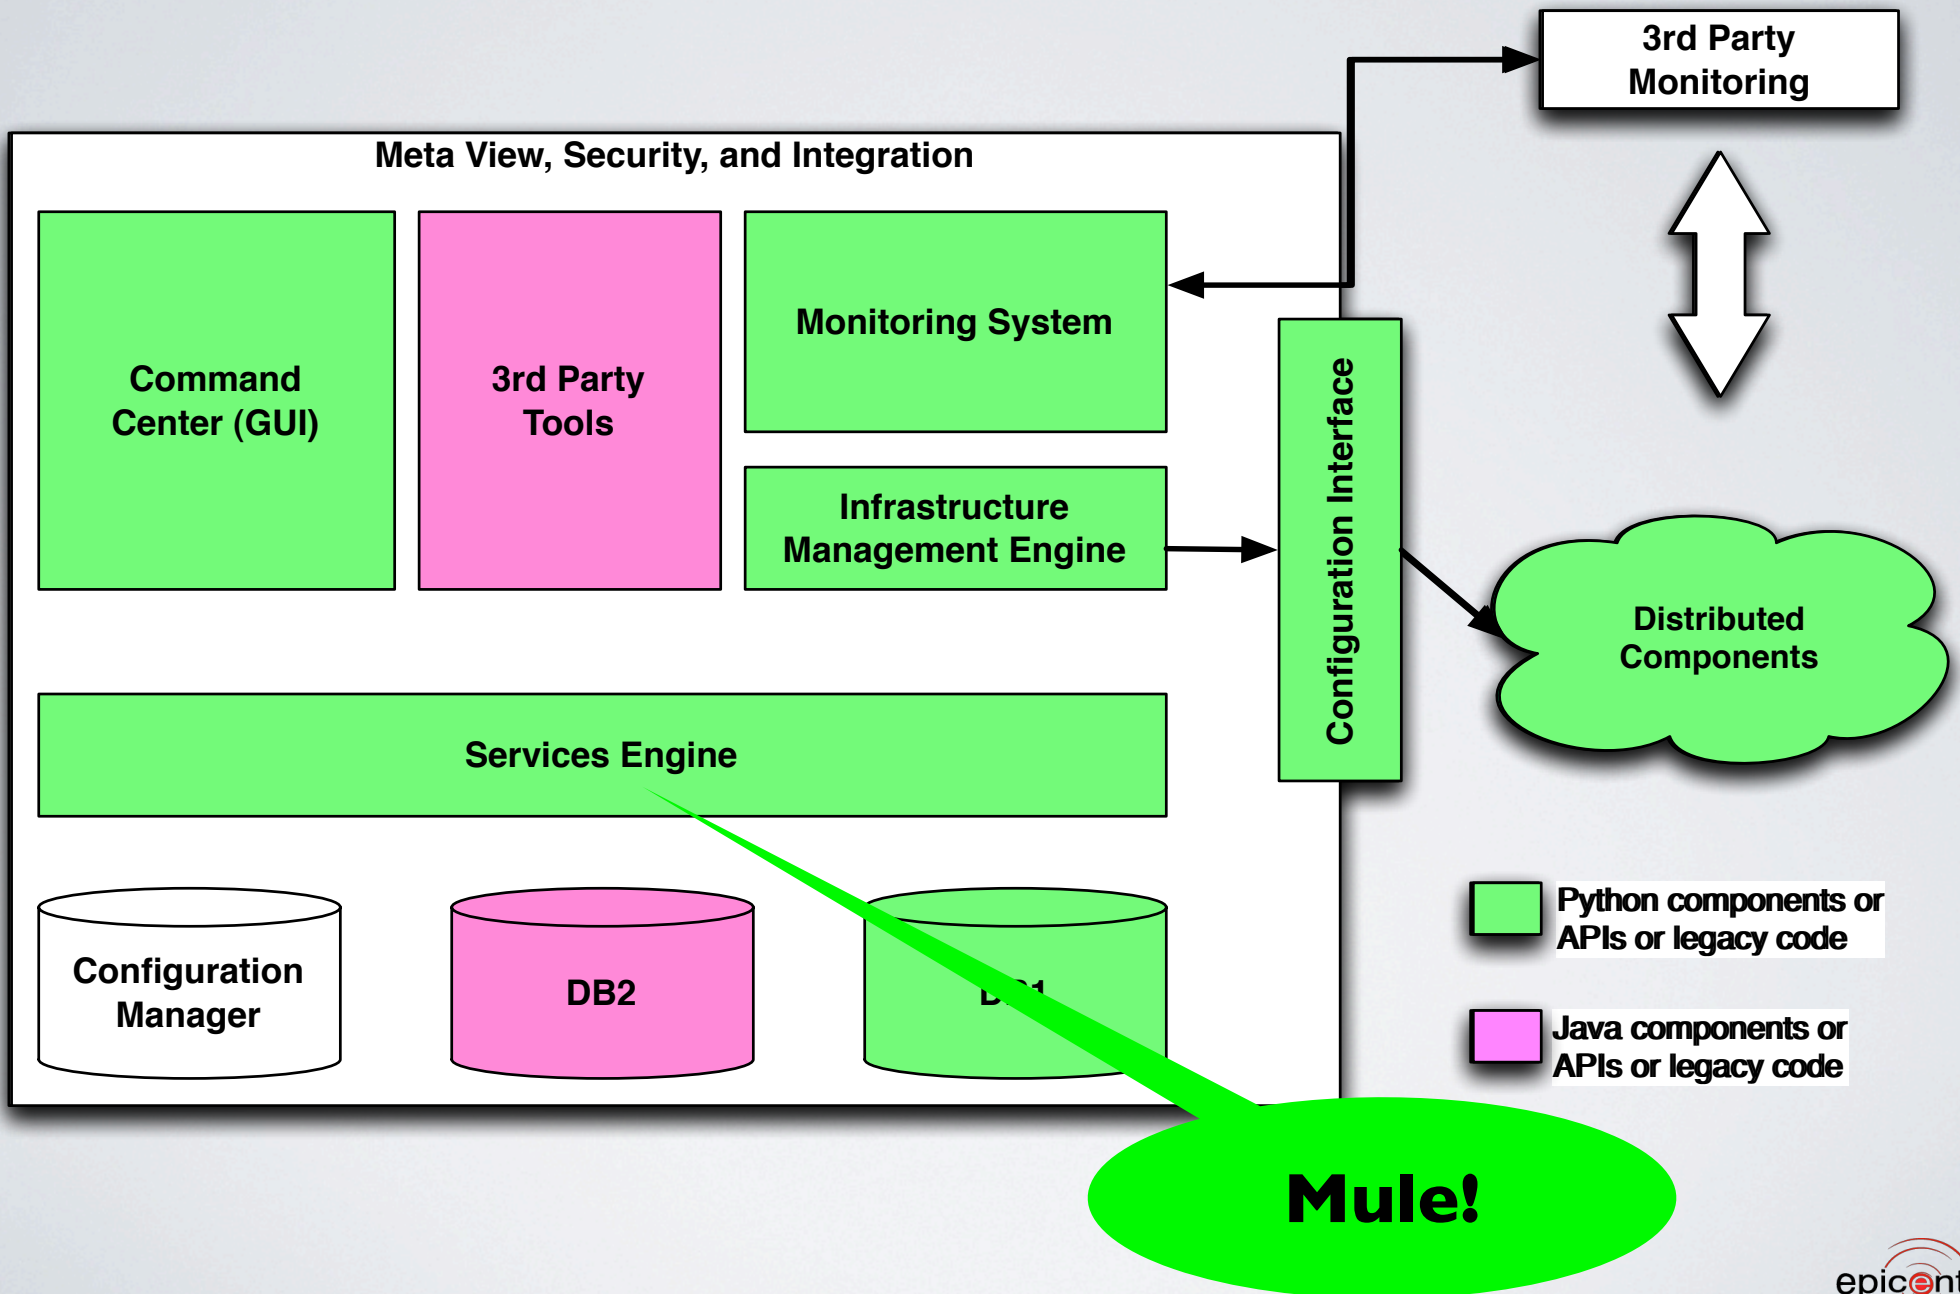 3rd Party
Monitoring
Meta View, Security, and Integration
Command
Center (GUI)
3rd Party
Tools
Monitoring System
Infrastructure
Management Engine
Configuration Interface
Distributed
Components
Services Engine
Configuration
Manager
DB2
Python components or
APIs or legacy code
Java components or
APIs or legacy code
Mule!